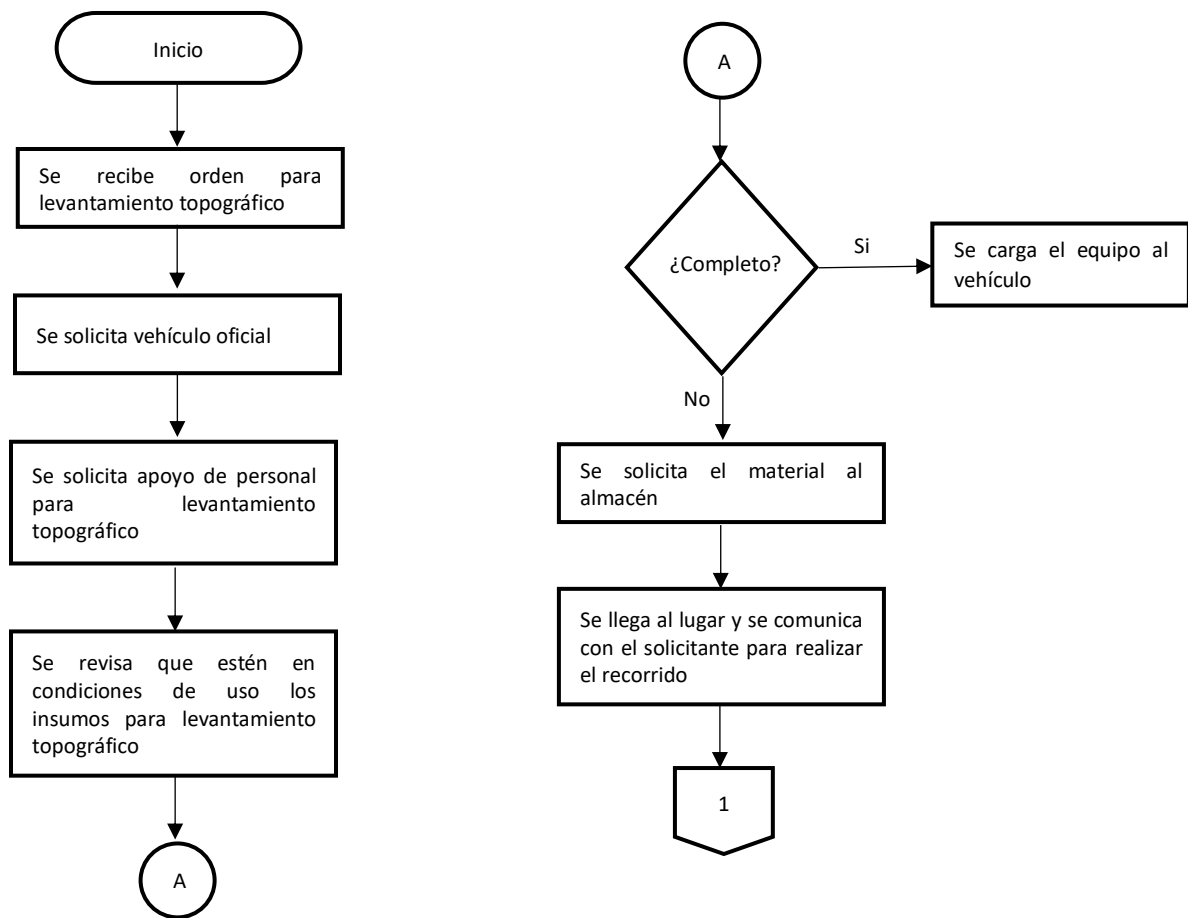 Inicio
Se recibe orden para
levantamiento topográfico
Se solicita vehículo oficial
Se solicita apoyo de personal
para levantamiento
topográfico
Se revisa que estén en
condiciones de uso los
insumos para levantamiento
topográfico
A
A
¿Completo?
Si
Se carga el equipo al
vehículo
No
Se solicita el material al
almacén
Se llega al lugar y se comunica
con el solicitante para realizar
el recorrido
1